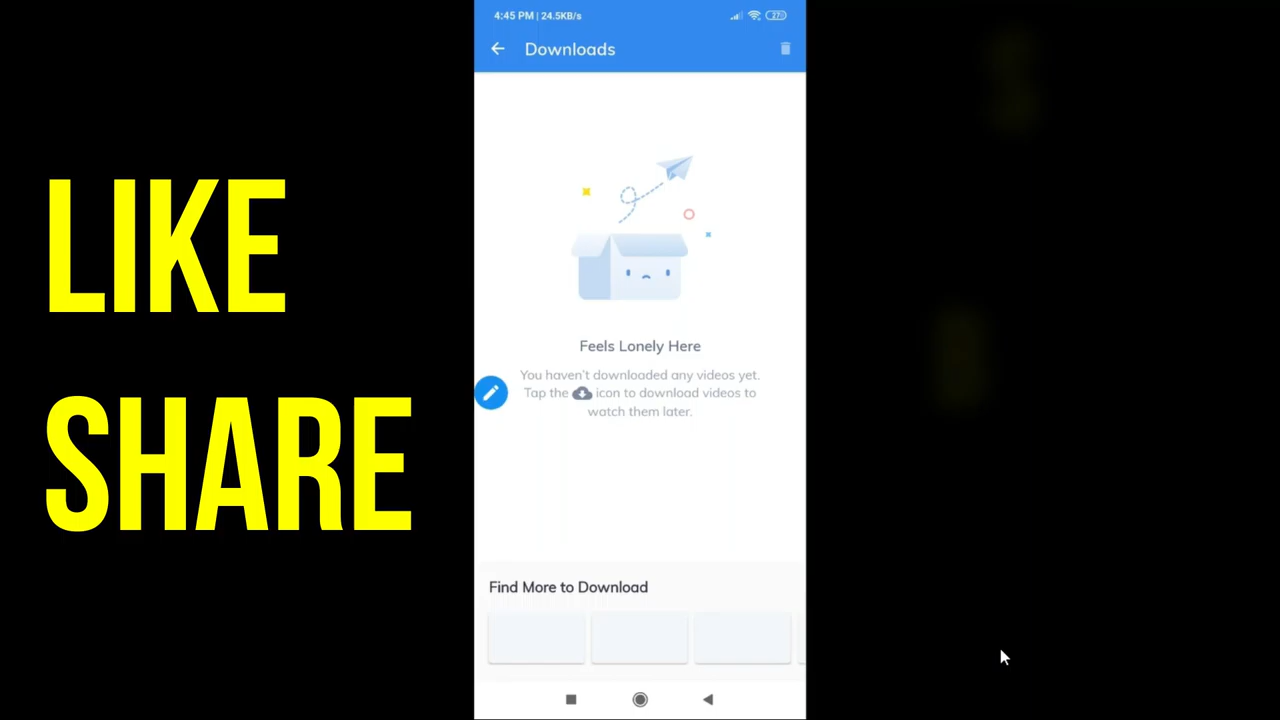 4:45 PM | 24.5KB/s
27
Downloads
LIKE
SHARE
Feels Lonely Here
You haven't downloaded any videos yet.
Tap the icon to download videos to
watch them later.
Find More to Download